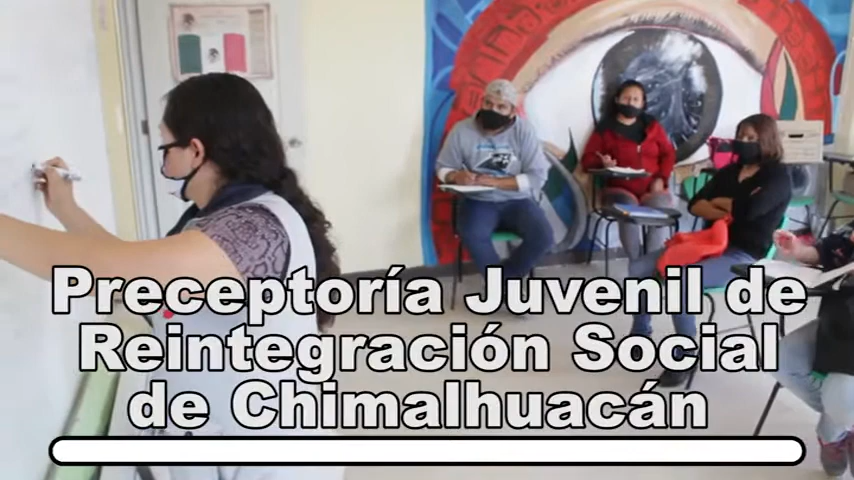 Preceptoría Juvenil de
Reintegración Social
de Chimalhuacán